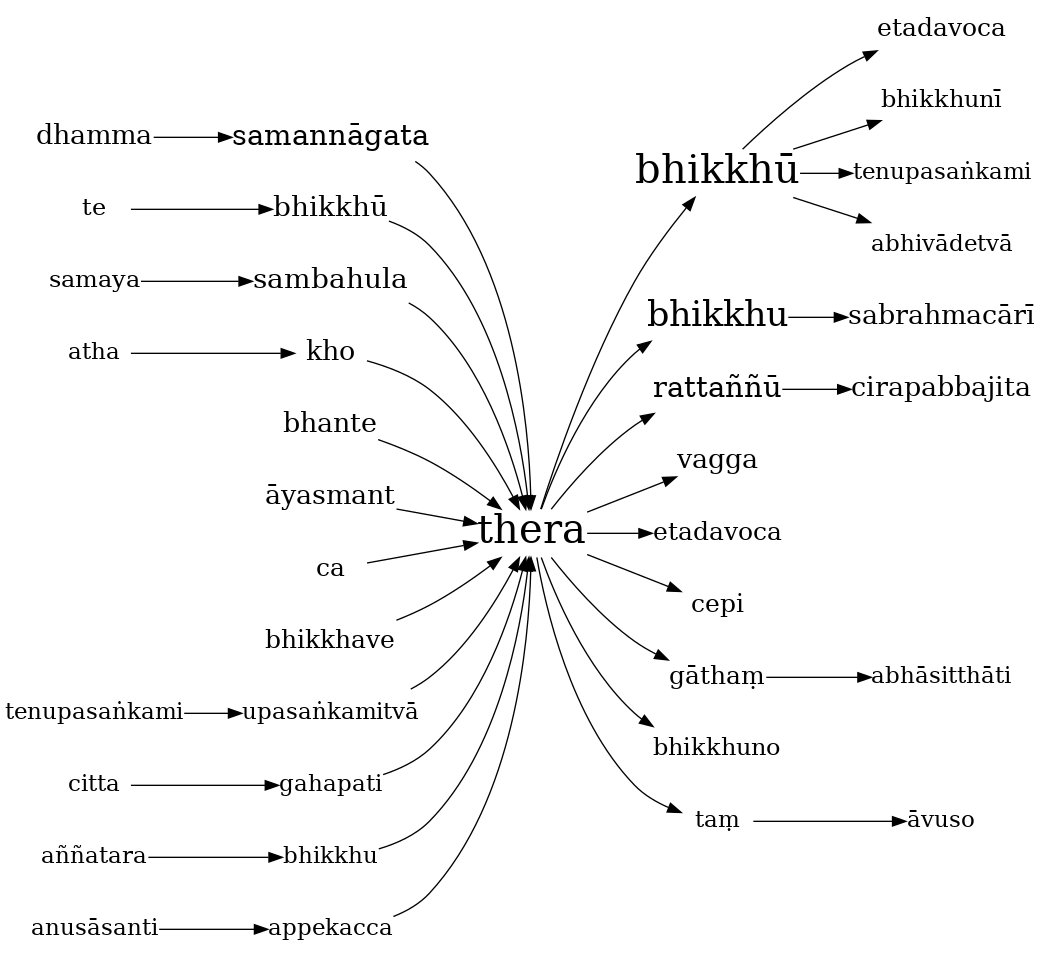 etadavoca
bhikkhunī
dhamma samannāgata
bhikkhū tenupasaṅkami
te bhikkhū
abhivādetvā
samaya sambahula
bhikkhu sabrahmacārī
atha kho
rattaññū cirapabbajita
bhante
vagga
āyasmant
thera etadavoca
ca
cepi
bhikkhave
gāthaṃ abhāsitthāti
tenupasaṅkami upasaṅkamitvā
bhikkhuno
citta gahapati
taṃ āvuso
aññatara bhikkhu
anusāsanti appekacca